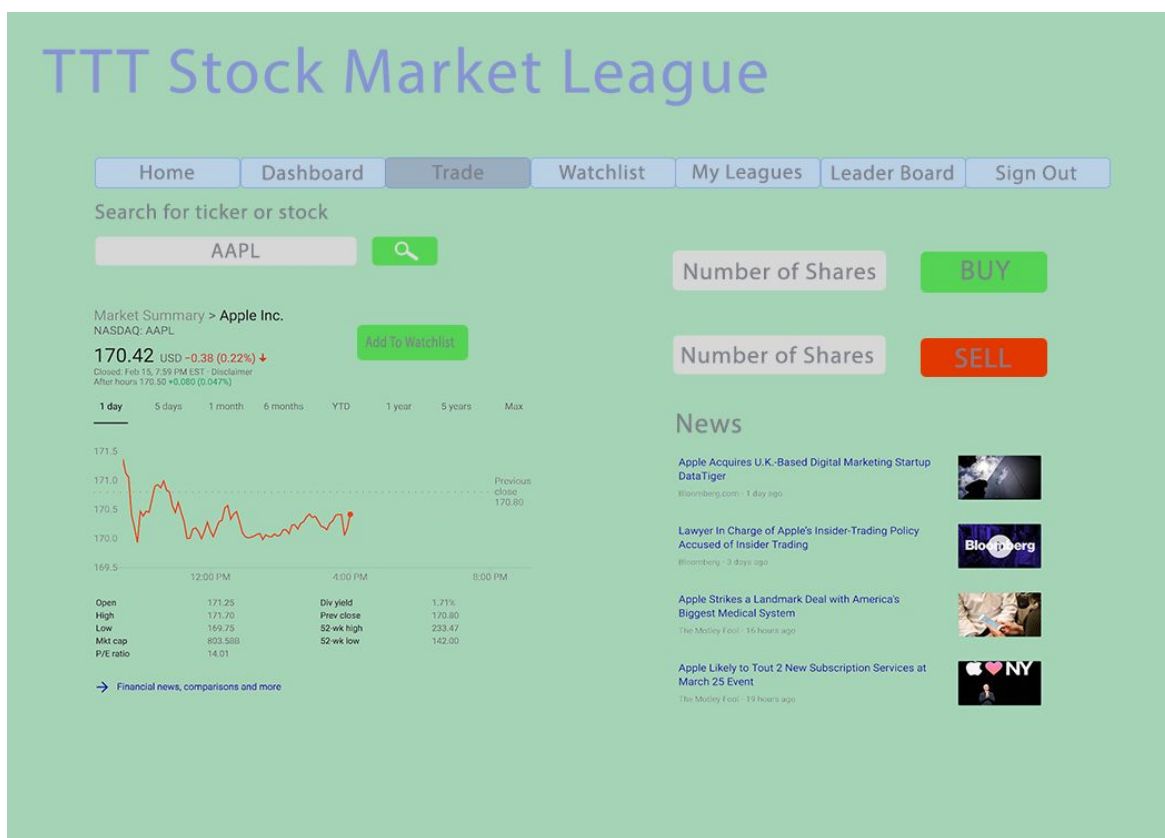 TTT Stock Market League
Home Dashboard Trade Watchlist My Leagues Leader Board Sign Out
Search for ticker or stock
AAPL
Number of Shares BUY
Market Summary > Apple Inc.
NASDAQ: AAPL
170.42 USD −0.38 (0.22%) ↓
Closed: Feb 15, 7:59 PM EST · Disclaimer
After hours 170.50 +0.080 (0.047%)
Add To Watchlist
Number of Shares SELL
1 day 5 days 1 month 6 months YTD 1 year 5 years Max
171.5
171.0
170.5
170.0
169.5
Previous
close
170.80
12:00 PM 4:00 PM 8:00 PM
Open 171.25 Div yield 1.71%
High 171.70 Prev close 170.80
Low 169.75 52-wk high 233.47
Mkt cap 803.58B 52-wk low 142.00
P/E ratio 14.01
→ Financial news, comparisons and more
News
Apple Acquires U.K.-Based Digital Marketing Startup
DataTiger
Bloomberg.com · 1 day ago
Lawyer In Charge of Apple's Insider-Trading Policy
Accused of Insider Trading
Bloomberg · 3 days ago
Bloomberg
Apple Strikes a Landmark Deal with America's
Biggest Medical System
The Motley Fool · 16 hours ago
Apple Likely to Tout 2 New Subscription Services at
March 25 Event
The Motley Fool · 19 hours ago
NY